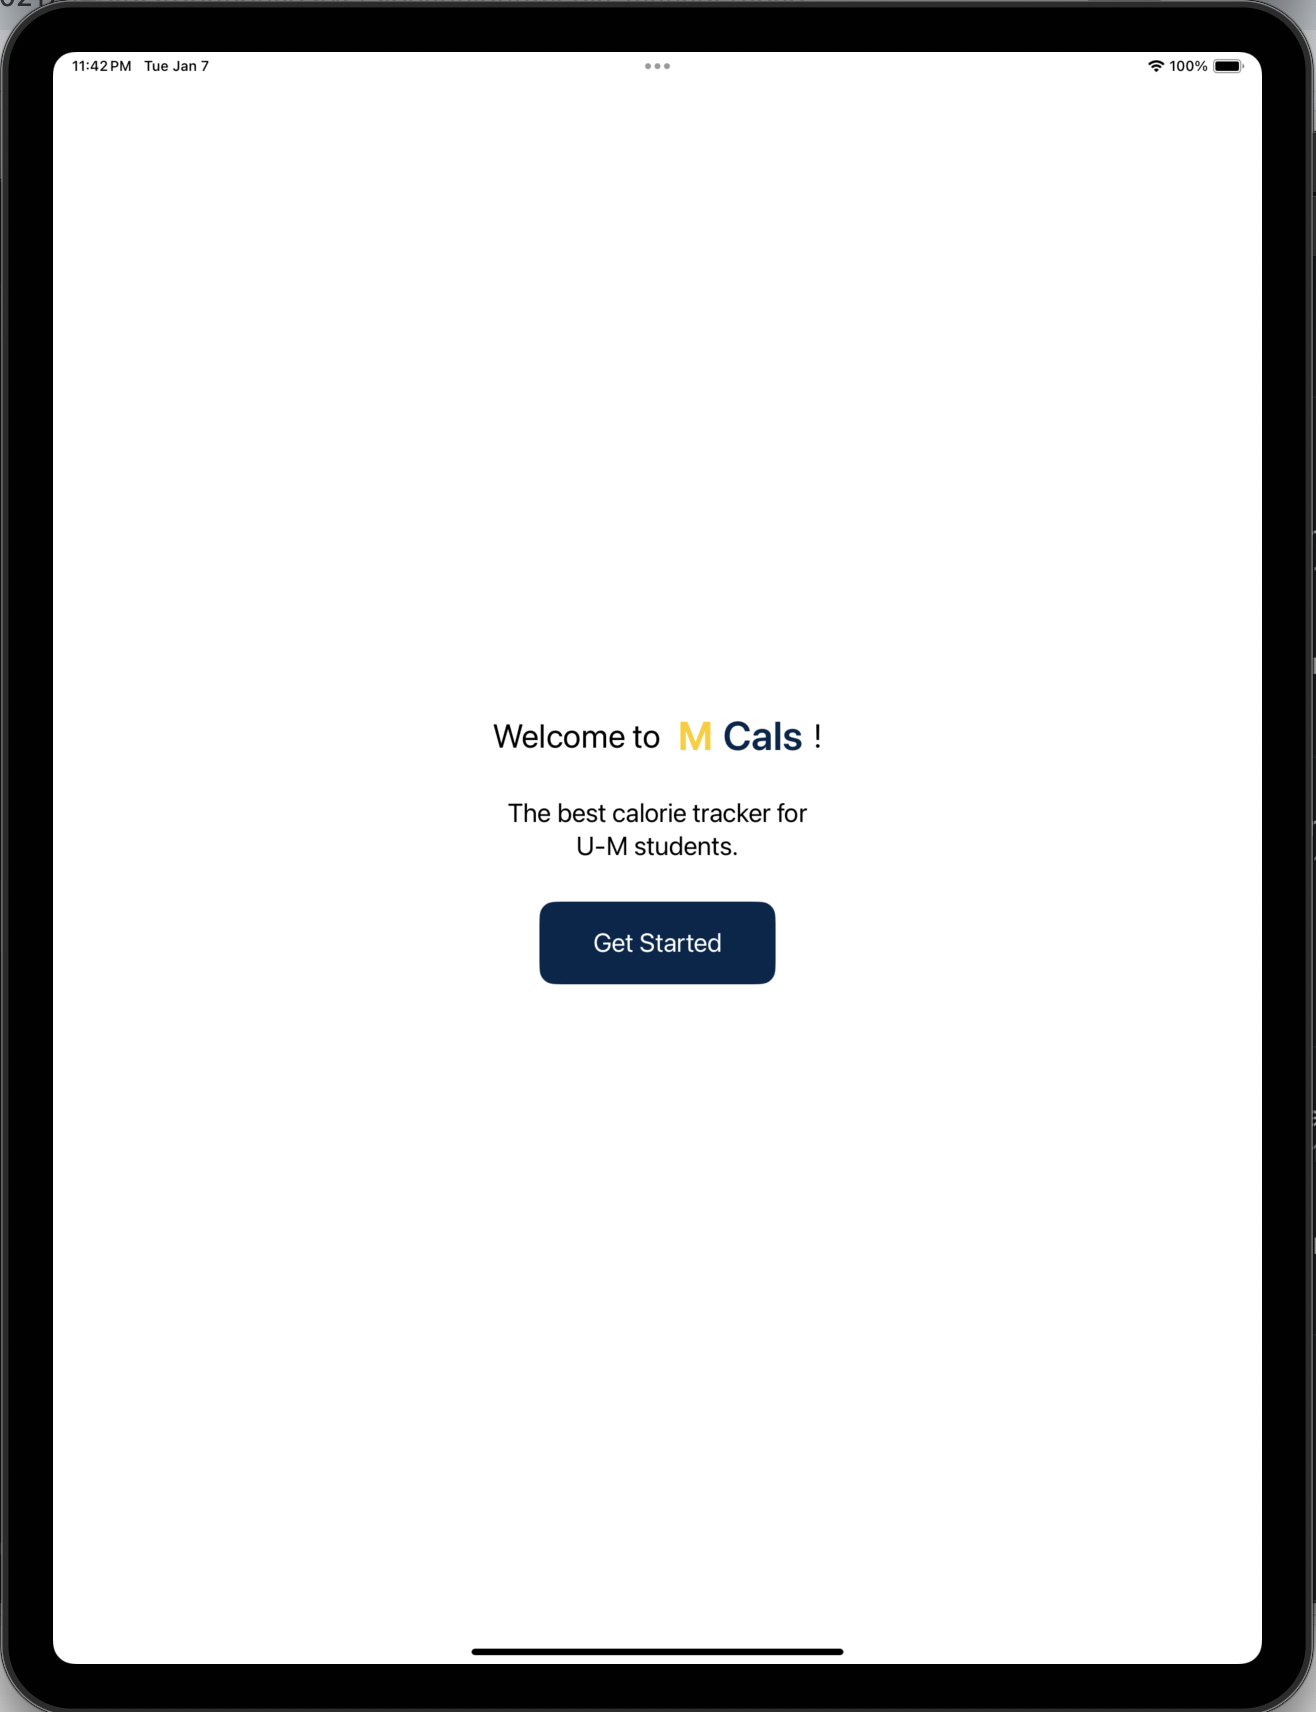 11:42 PM Tue Jan 7
100%
Welcome to M Cals !
The best calorie tracker for
U-M students.
Get Started